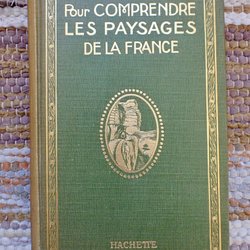 Pour COMPRENDRE
LES PAYSAGES
DE LA FRANCE
HACHETTE